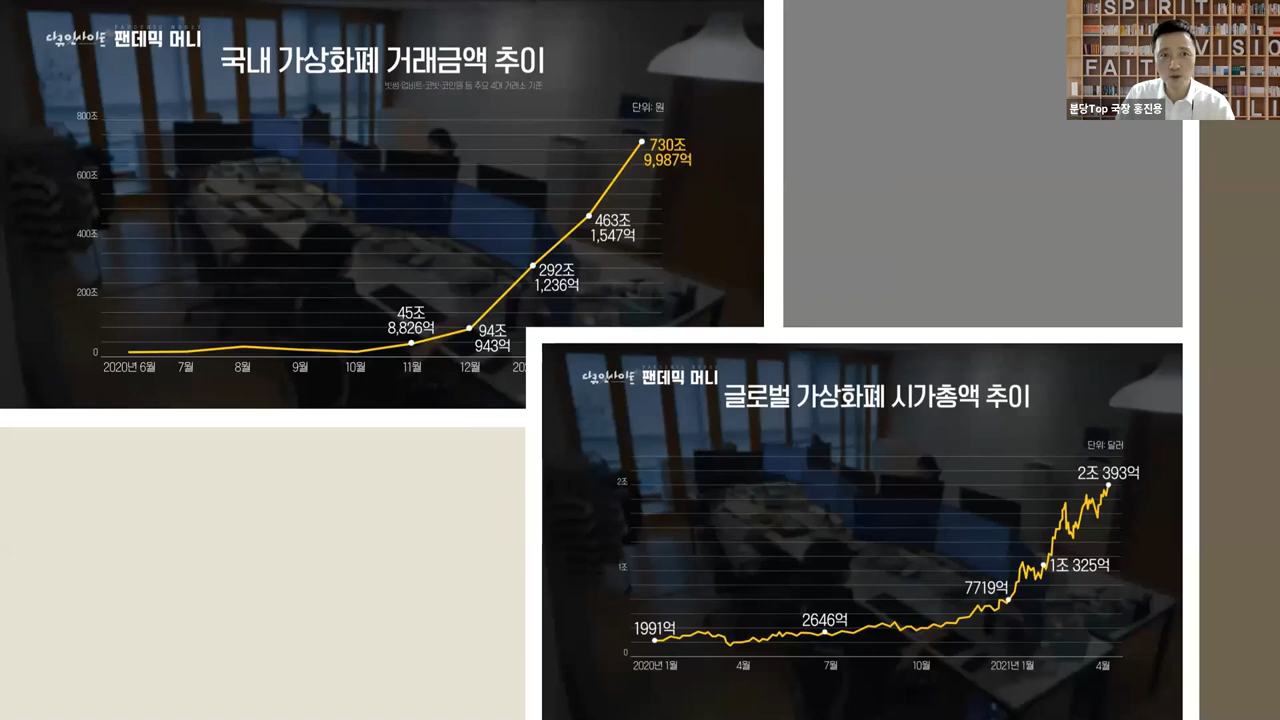 다큐인사이트 팬데믹 머니
PANDEMIC MONEY
국내 가상화폐 거래금액 추이
빗썸·업비트·코빗·코인원 등 주요 4대 거래소 기준
단위: 원
800조
600조
400조
200조
0
730조
9,987억
463조
1,547억
292조
1,236억
45조
8,826억
94조
943억
2020년 6월 7월 8월 9월 10월 11월 12월 20
SPIRIT
VISIO
FAIT
분당Top 국장 홍진용
다큐인사이트 팬데믹 머니
글로벌 가상화폐 시가총액 추이
단위: 달러
2조
1조
0
2조 393억
1조 325억
7719억
2646억
1991억
2020년 1월 4월 7월 10월 2021년 1월 4월